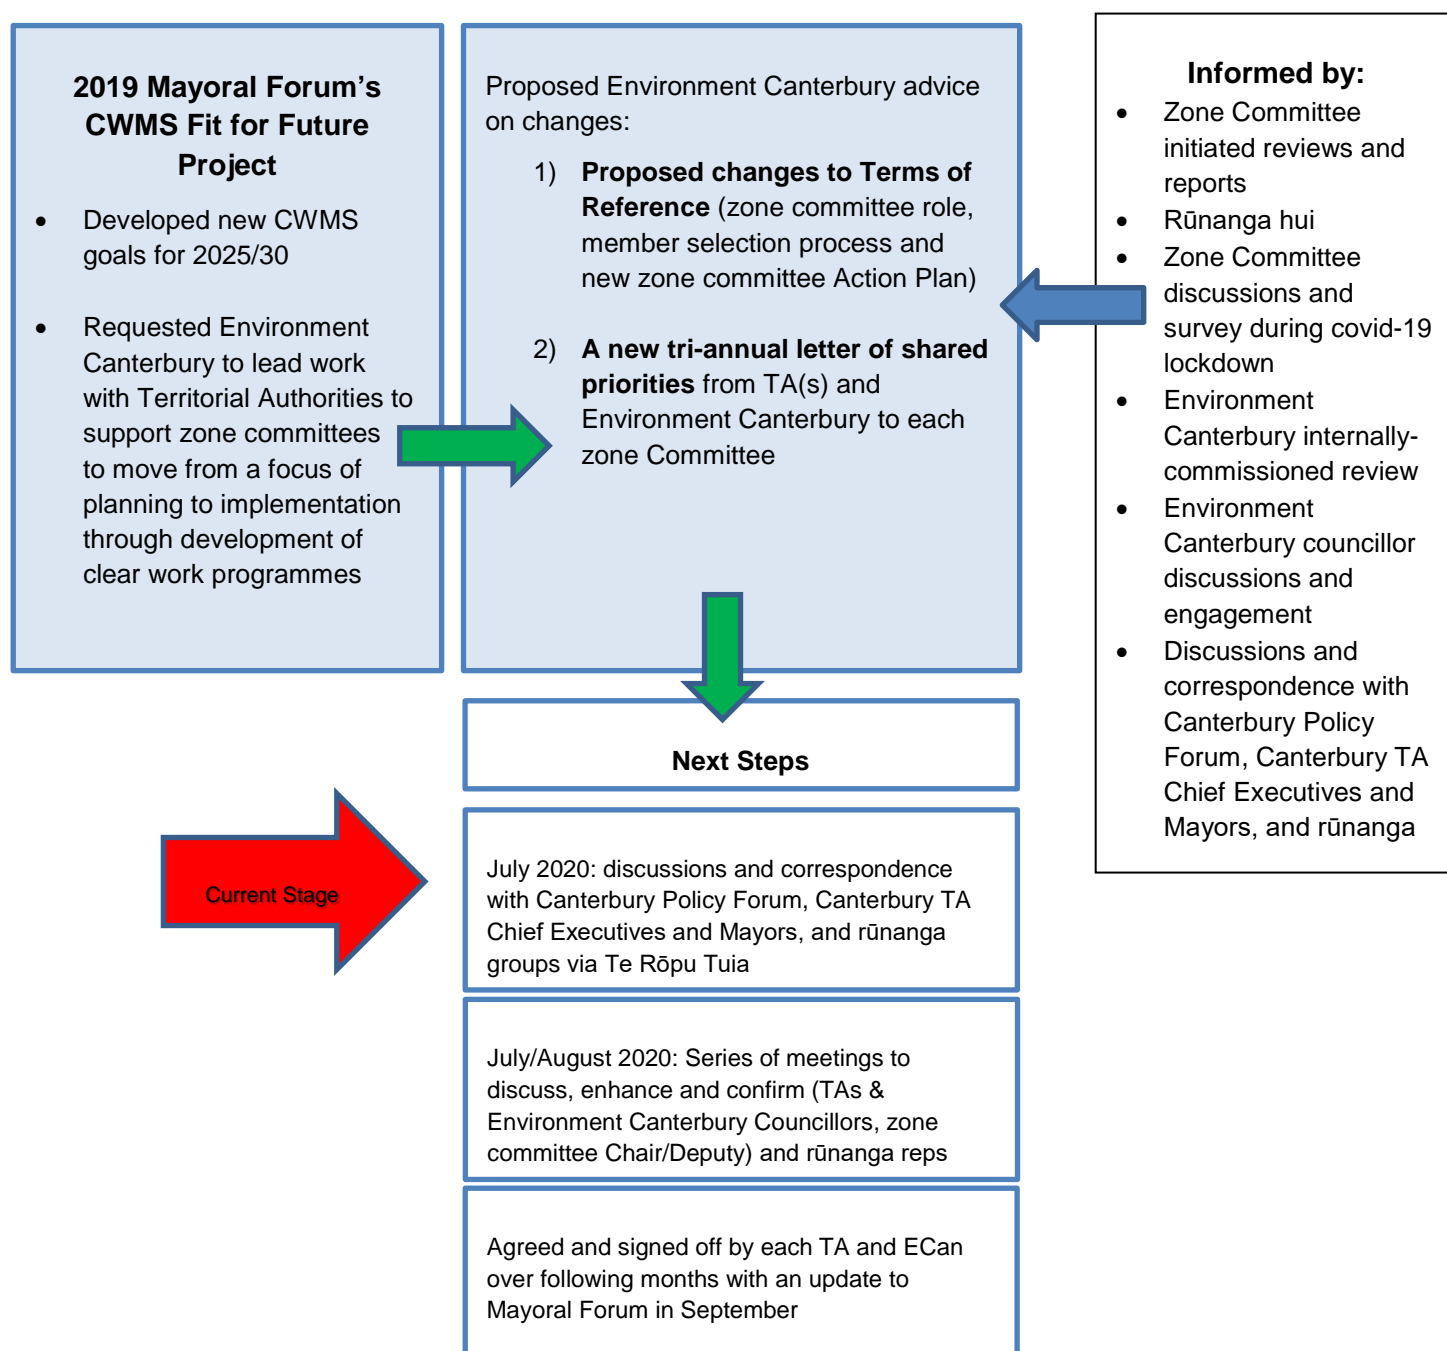 2019 Mayoral Forum's
CWMS Fit for Future
Project
• Developed new CWMS
goals for 2025/30
• Requested Environment
Canterbury to lead work
with Territorial Authorities to
support zone committees
to move from a focus of
planning to implementation
through development of
clear work programmes
Proposed Environment Canterbury advice
on changes:
1) Proposed changes to Terms of
Reference (zone committee role,
member selection process and
new zone committee Action Plan)
2) A new tri-annual letter of shared
priorities from TA(s) and
Environment Canterbury to each
zone Committee
Informed by:
• Zone Committee
initiated reviews and
reports
• Rūnanga hui
• Zone Committee
discussions and
survey during covid-19
lockdown
• Environment
Canterbury internally-
commissioned review
• Environment
Canterbury councillor
discussions and
engagement
• Discussions and
correspondence with
Canterbury Policy
Forum, Canterbury TA
Chief Executives and
Mayors, and rūnanga
Next Steps
Current Stage
July 2020: discussions and correspondence
with Canterbury Policy Forum, Canterbury TA
Chief Executives and Mayors, and rūnanga
groups via Te Rōpu Tuia
July/August 2020: Series of meetings to
discuss, enhance and confirm (TAs &
Environment Canterbury Councillors, zone
committee Chair/Deputy) and rūnanga reps
Agreed and signed off by each TA and ECan
over following months with an update to
Mayoral Forum in September